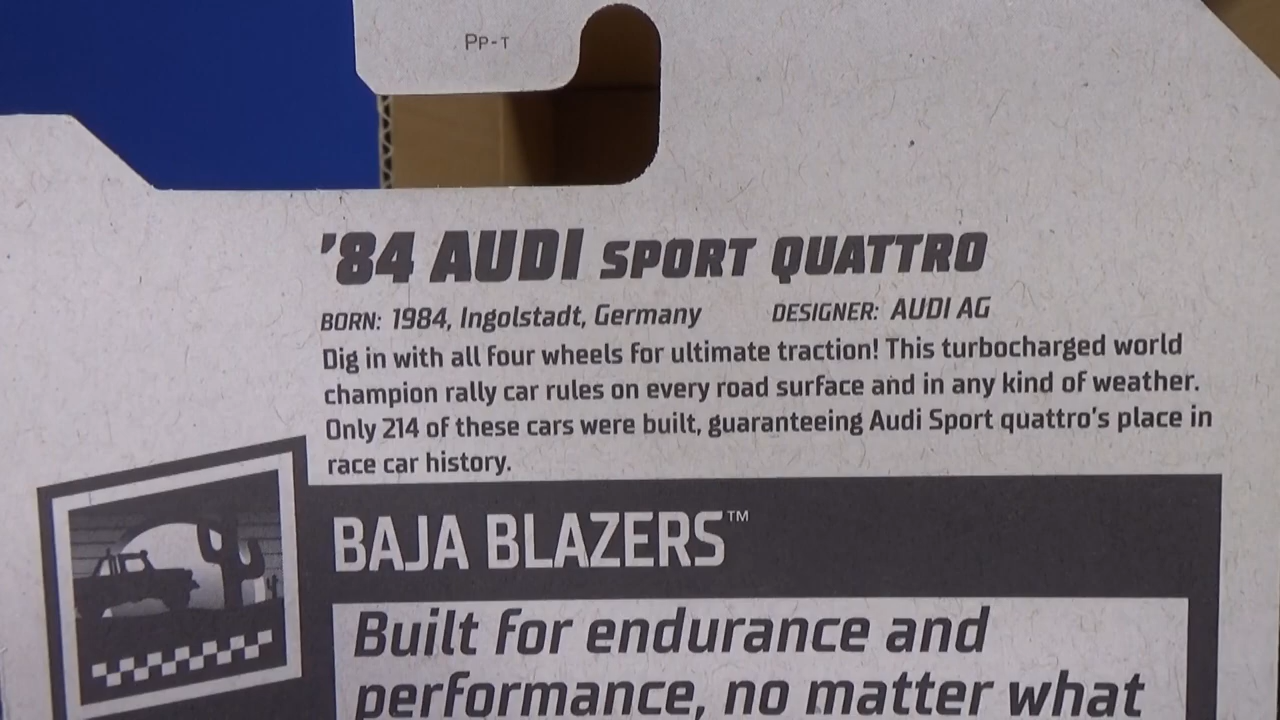 PP-T
'84 AUDI SPORT QUATTRO
BORN: 1984, Ingolstadt, Germany DESIGNER: AUDI AG
Dig in with all four wheels for ultimate traction! This turbocharged world
champion rally car rules on every road surface and in any kind of weather.
Only 214 of these cars were built, guaranteeing Audi Sport quattro's place in
race car history.
BAJA BLAZERS™
Built for endurance and
performance, no matter what